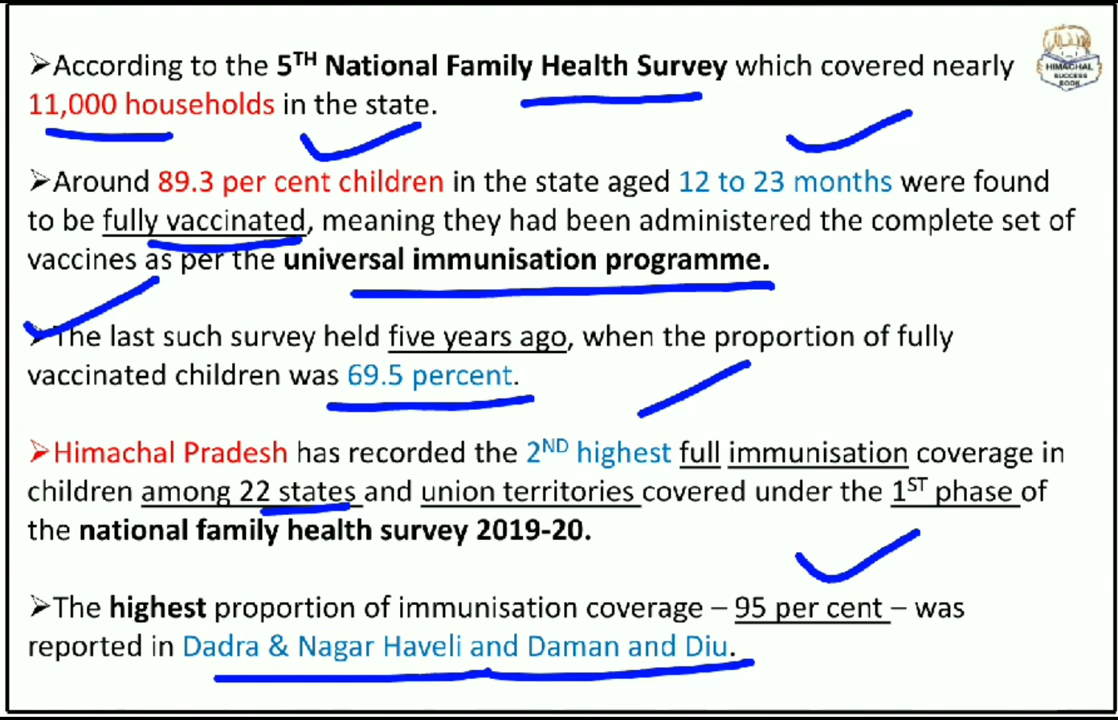 ➢According to the 5TH National Family Health Survey which covered nearly
11,000 households in the state.
HIMACHAL
SUCCESS
BOOK
➢Around 89.3 per cent children in the state aged 12 to 23 months were found
to be fully vaccinated, meaning they had been administered the complete set of
vaccines as per the universal immunisation programme.
➢The last such survey held five years ago, when the proportion of fully
vaccinated children was 69.5 percent.
➢Himachal Pradesh has recorded the 2ND highest full immunisation coverage in
children among 22 states and union territories covered under the 1ST phase of
the national family health survey 2019-20.
➢The highest proportion of immunisation coverage – 95 per cent – was
reported in Dadra & Nagar Haveli and Daman and Diu.